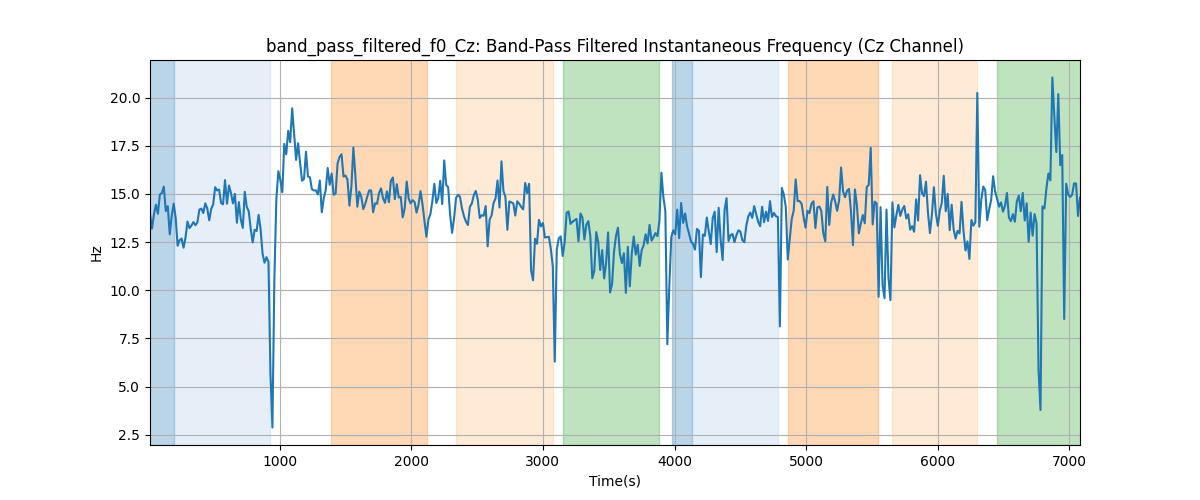 band_pass_filtered_f0_Cz: Band-Pass Filtered Instantaneous Frequency (Cz Channel)
20.0
17.5
15.0
12.5
10.0
7.5
5.0
2.5
Hz
1000 2000 3000 4000 5000 6000 7000
Time(s)